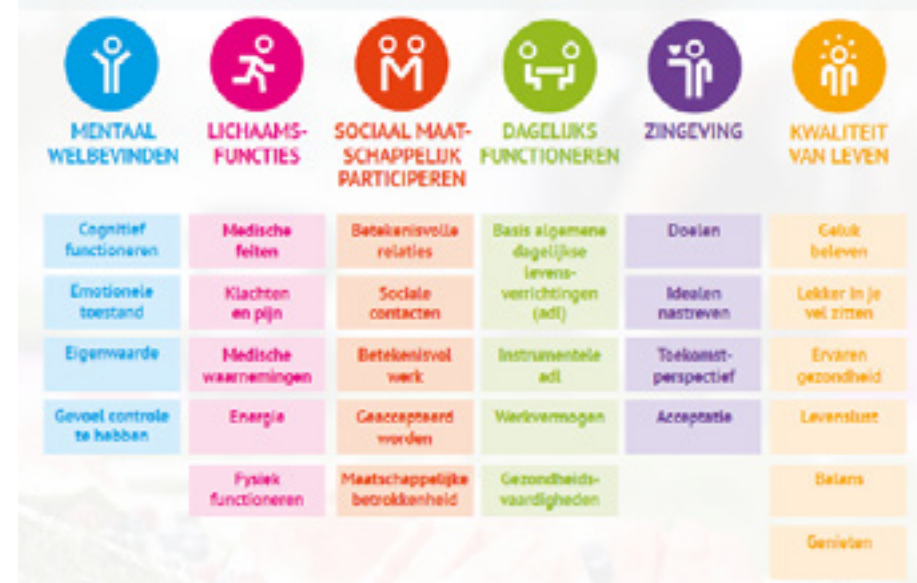 MENTAAL
WELBEVINDEN
LICHAAMS-
FUNCTIES
SOCIAAL MAAT-
SCHAPPELIJK
PARTICIPEREN
DAGELIJKS
FUNCTIONEREN
ZINGEVING
KWALITEIT
VAN LEVEN
Cognitief
functioneren
Emotionele
toestand
Eigenwaarde
Gevoel controle
te hebben
Medische
feiten
Klachten
en pijn
Medische
waarnemingen
Energie
Fysiek
functioneren
Betekenisvolle
relaties
Sociale
contacten
Betekenisvol
werk
Geaccepteerd
worden
Maatschappelijke
betrokkenheid
Basis algemene
dagelijkse
levens-
verrichtingen
(adl)
Instrumentele
adl
Werkvermogen
Gezondheids-
vaardigheden
Doelen
Idealen
nastreven
Toekomst-
perspectief
Acceptatie
Geluk
beleven
Lekker in je
vel zitten
Ervaren
gezondheid
Levenslust
Balans
Genieten